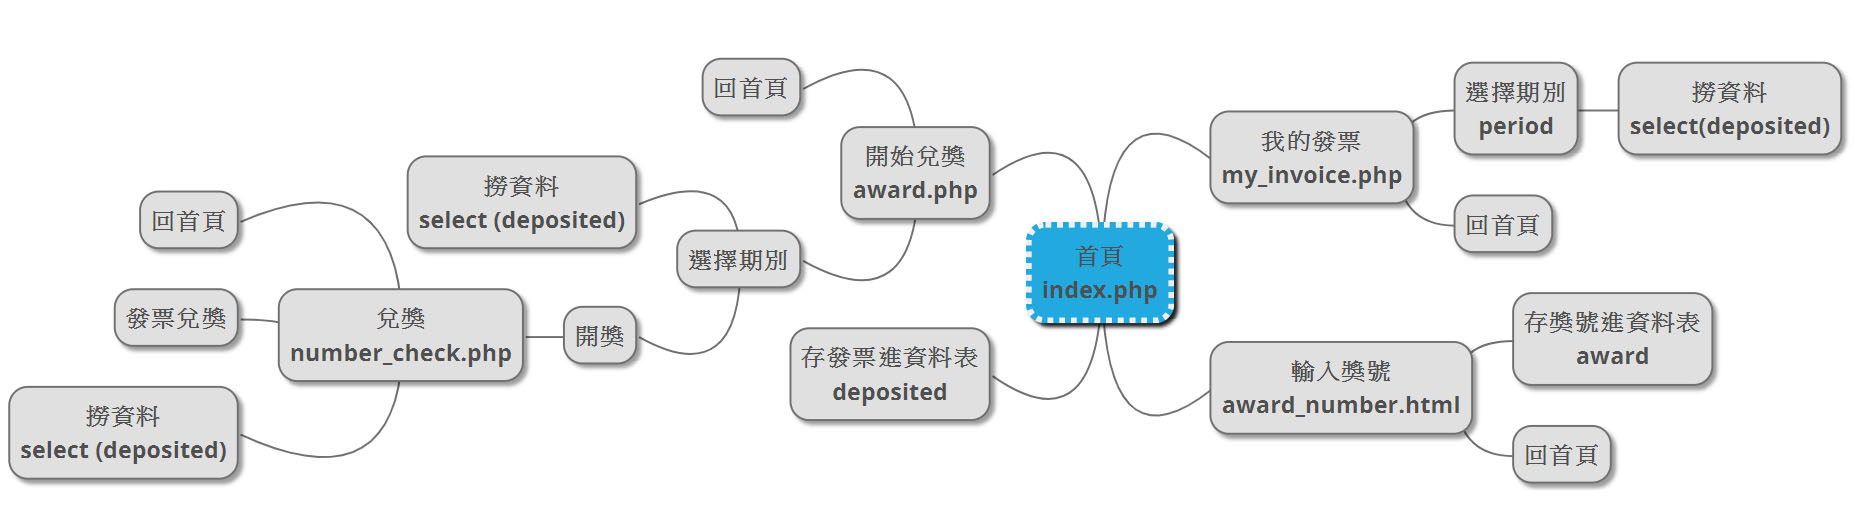 首頁
index.php
我的發票
my_invoice.php
選擇期別
period
撈資料
select(deposited)
回首頁
輸入獎號
award_number.html
存獎號進資料表
award
回首頁
開始兌獎
award.php
回首頁
選擇期別
撈資料
select (deposited)
開獎
兌獎
number_check.php
回首頁
發票兌獎
撈資料
select (deposited)
存發票進資料表
deposited